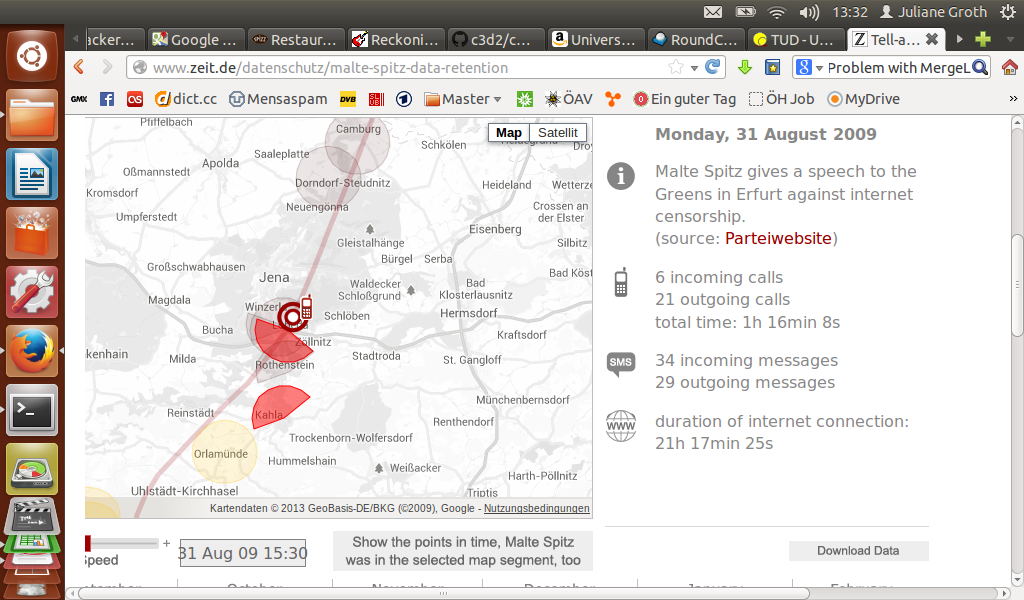 13:32 Juliane Groth
acker... Google ... Restaur... Reckoni... c3d2/c... Univers... RoundC... TUD - U... Tell-a...
www.zeit.de/datenschutz/malte-spitz-data-retention
Problem with MergeL
GMX dict.cc Mensaspam DVB Master ÖAV Ein guter Tag ÖH Job MyDrive »
Pfiffelbach
Camburg
Map Satellit
Schkölen
Saaleplatte
Apolda
Oßmannstedt
Dorndorf-Steudnitz
Heideland
Wetterze
Kromsdorf
Neuengönna
Crossen an
der Elster
Umpferstedt
Eisenberg
Gleistalhänge
Silbitz
Bürgel Serba
Großschwabhausen
Jena
Bad Köst
Waldecker
Schloßgrund
Bad
Klosterlausnitz
Magdala
Winzerla
Schlöben
Hermsdorf
Bucha
Zöllnitz
Kraftsdorf
Milda
Stadtroda
St. Gangloff
Rothenstein
Münchenbernsdorf
Reinstädt
Kahla
Renthendorf
Trockenborn-Wolfersdorf
Orlamünde
Hummelshain
Weißacker
Harth-Pöllnitz
Uhlstädt-Kirchhasel
Triptis
Kartendaten © 2013 GeoBasis-DE/BKG (©2009), Google - Nutzungsbedingungen
Monday, 31 August 2009
Malte Spitz gives a speech to the
Greens in Erfurt against internet
censorship.
(source: Parteiwebsite)
6 incoming calls
21 outgoing calls
total time: 1h 16min 8s
SMS
34 incoming messages
29 outgoing messages
WWW
duration of internet connection:
21h 17min 25s
+
Speed
31 Aug 09 15:30
Show the points in time, Malte Spitz
was in the selected map segment, too
Download Data
October November December January February